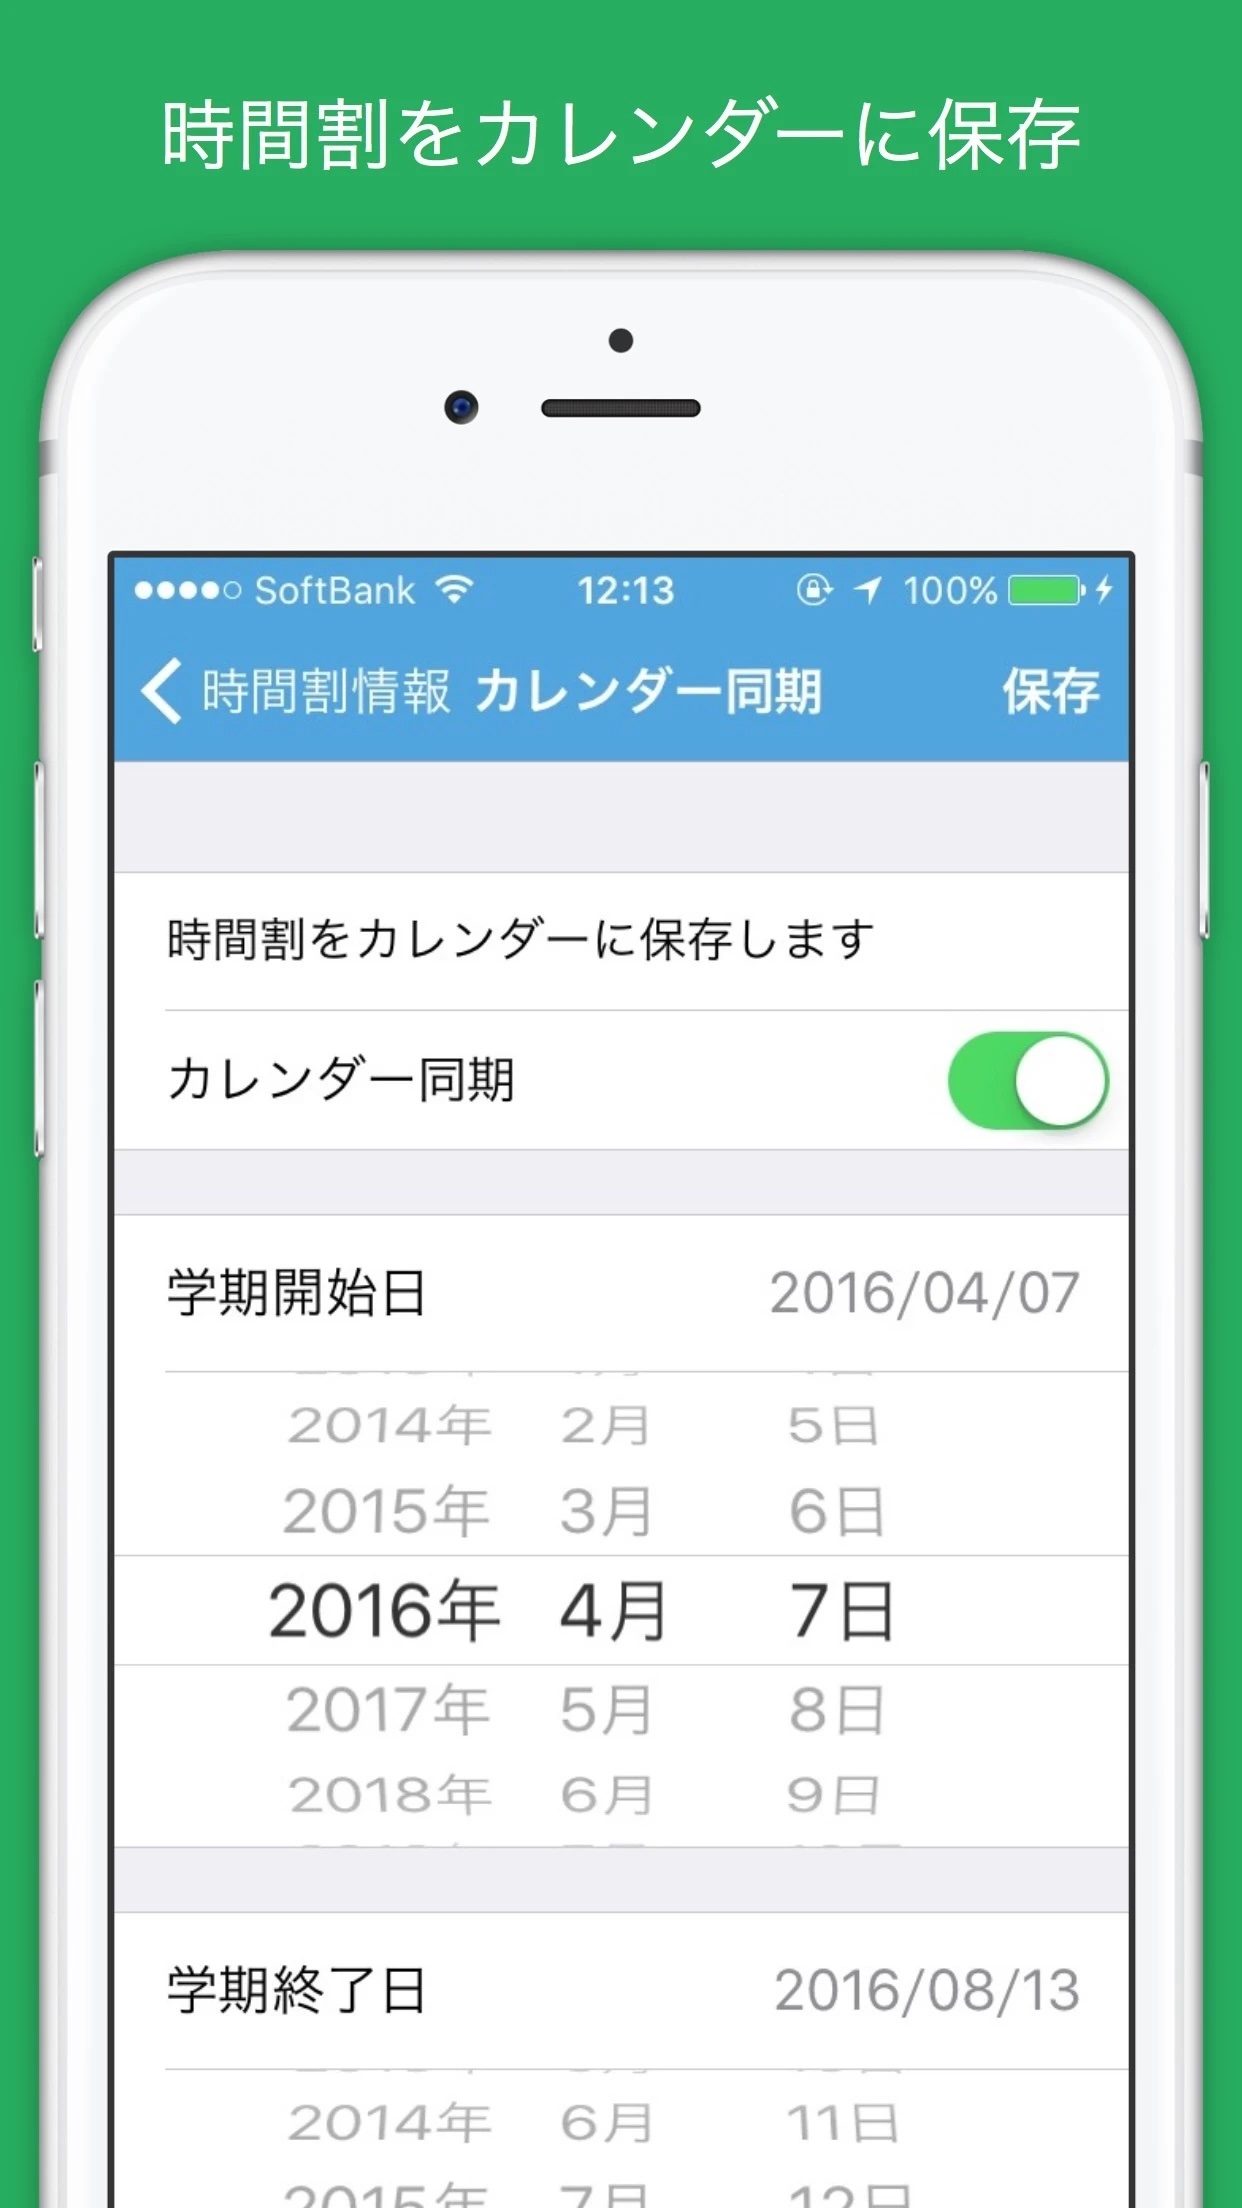 時間割をカレンダーに保存
SoftBank 12:13 100%
時間割情報 カレンダー同期 保存
時間割をカレンダーに保存します
カレンダー同期
学期開始日 2016/04/07
2014年 2月 5日
2015年 3月 6日
2016年 4月 7日
2017年 5月 8日
2018年 6月 9日
学期終了日 2016/08/13
2014年 6月 11日
2015年 7月 12日